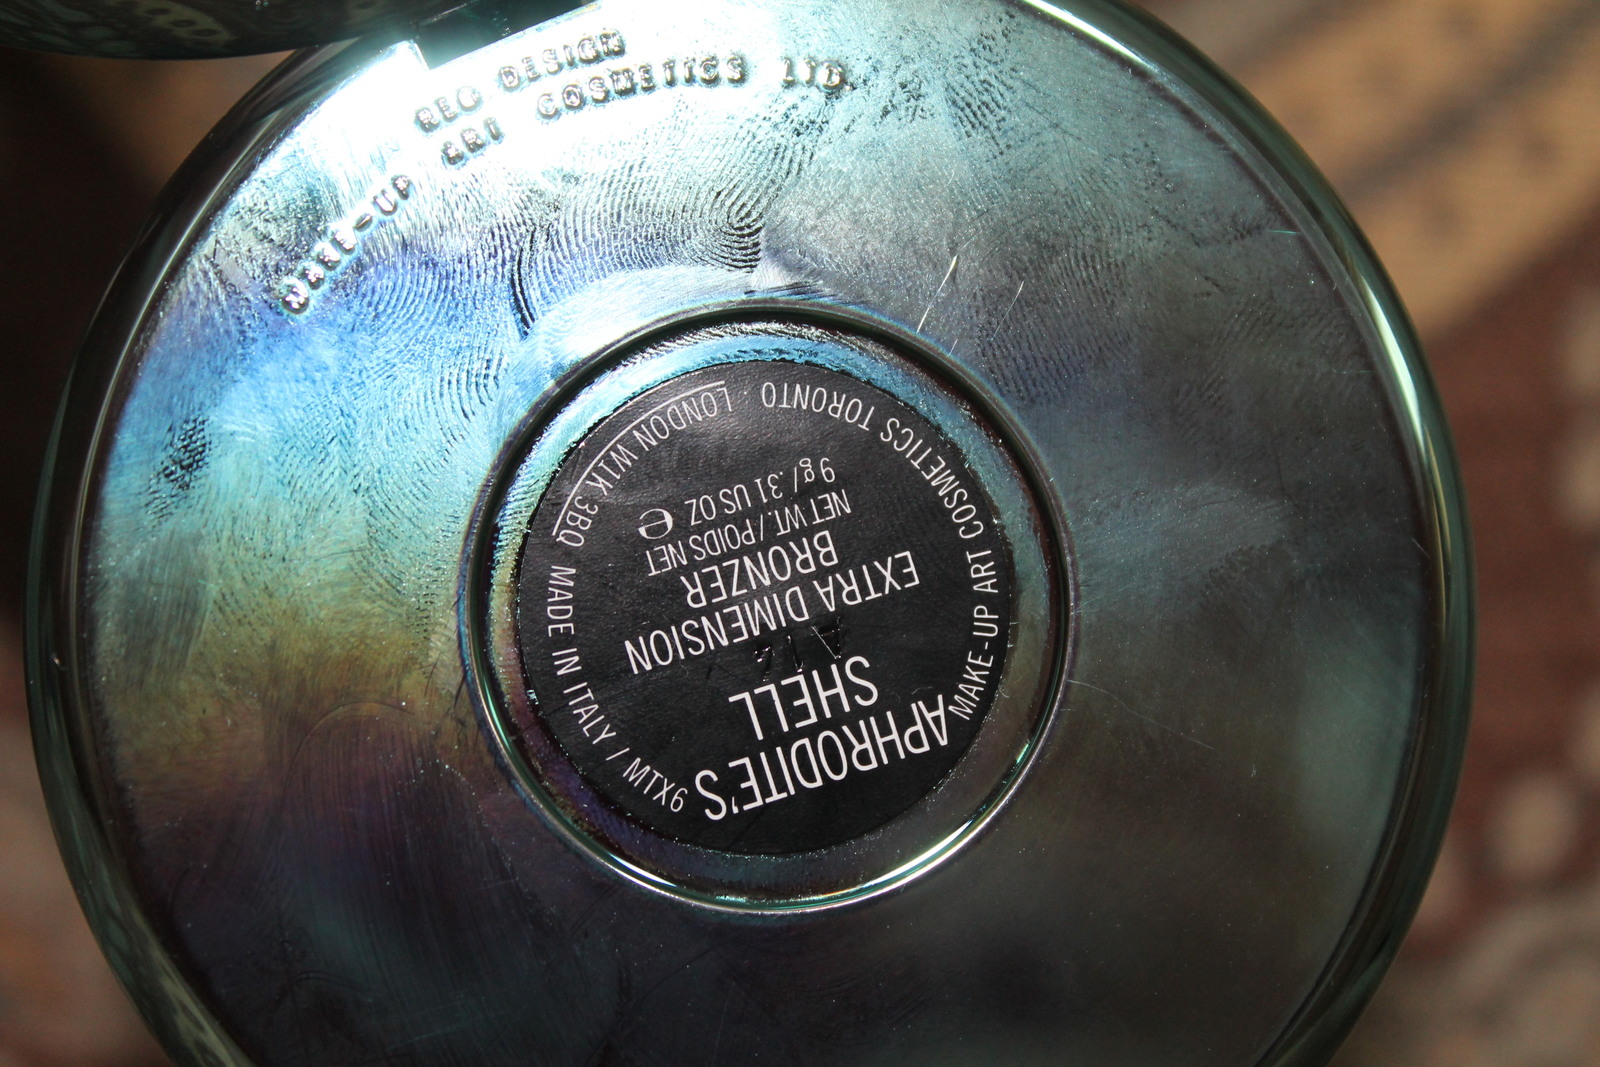 REG DESIGN
MAKE-UP ART COSMETICS LTD.
APHRODITE'S
SHELL
EXTRA DIMENSION
BRONZER
NET WT. / POIDS NET
9 g / .31 US OZ e
MAKE-UP ART COSMETICS TORONTO · LONDON W1K 3BQ MADE IN ITALY / MTX6